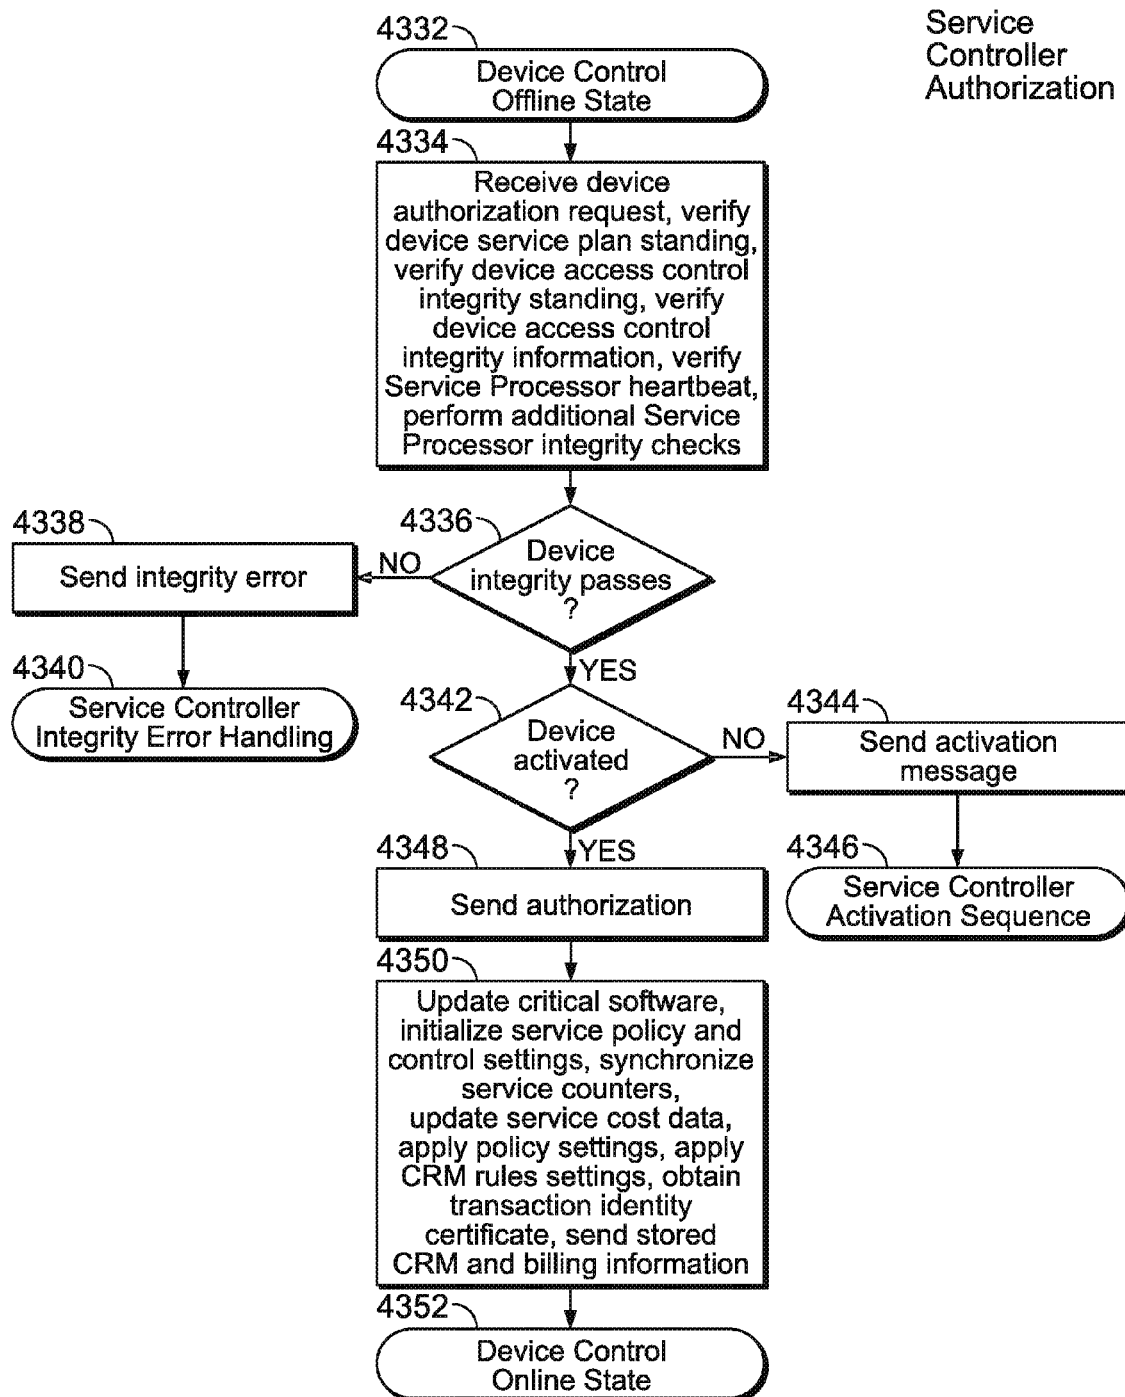 4332
Service
Controller
Authorization
Device Control
Offline State
4334
Receive device
authorization request, verify
device service plan standing,
verify device access control
integrity standing, verify
device access control
integrity information, verify
Service Processor heartbeat,
perform additional Service
Processor integrity checks
4336
Device
integrity passes
?
NO
4338
Send integrity error
4340
Service Controller
Integrity Error Handling
YES
4342
Device
activated
?
NO
4344
Send activation
message
4346
Service Controller
Activation Sequence
YES
4348
Send authorization
4350
Update critical software,
initialize service policy and
control settings, synchronize
service counters,
update service cost data,
apply policy settings, apply
CRM rules settings, obtain
transaction identity
certificate, send stored
CRM and billing information
4352
Device Control
Online State